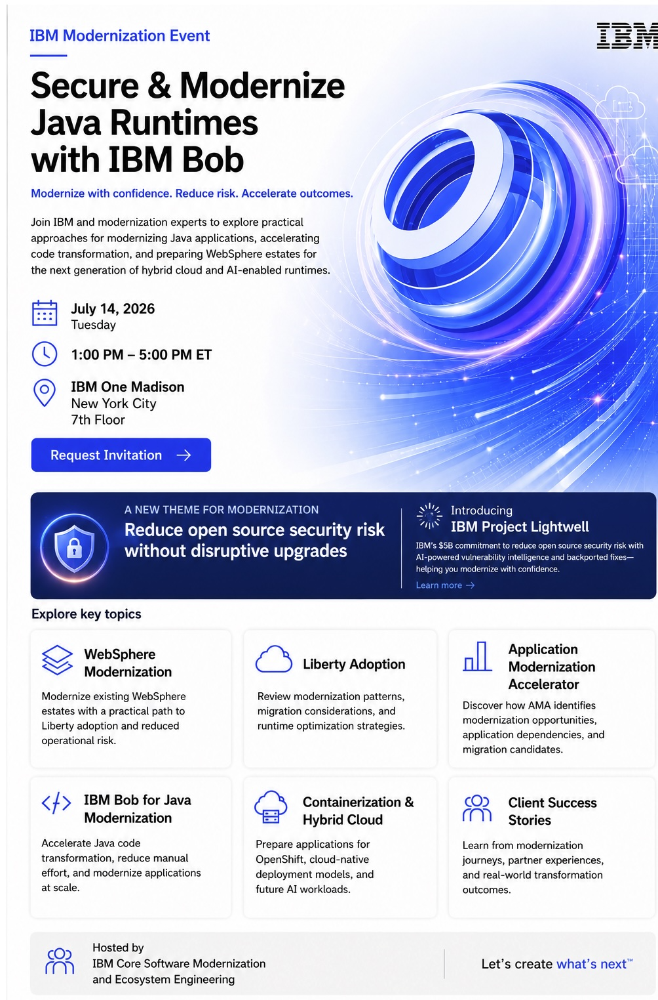 IBM Modernization Event
IBM
Secure & Modernize
Java Runtimes
with IBM Bob
Modernize with confidence. Reduce risk. Accelerate outcomes.
Join IBM and modernization experts to explore practical
approaches for modernizing Java applications, accelerating
code transformation, and preparing WebSphere estates for
the next generation of hybrid cloud and AI-enabled runtimes.
July 14, 2026
Tuesday
1:00 PM – 5:00 PM ET
IBM One Madison
New York City
7th Floor
Request Invitation →
A NEW THEME FOR MODERNIZATION
Reduce open source security risk
without disruptive upgrades
Introducing
IBM Project Lightwell
IBM's $5B commitment to reduce open source security risk with
AI-powered vulnerability intelligence and backported fixes—
helping you modernize with confidence.
Learn more →
Explore key topics
WebSphere
Modernization
Modernize existing WebSphere
estates with a practical path to
Liberty adoption and reduced
operational risk.
Liberty Adoption
Review modernization patterns,
migration considerations, and
runtime optimization strategies.
Application
Modernization
Accelerator
Discover how AMA identifies
modernization opportunities,
application dependencies, and
migration candidates.
IBM Bob for Java
Modernization
Accelerate Java code
transformation, reduce manual
effort, and modernize applications
at scale.
Containerization &
Hybrid Cloud
Prepare applications for
OpenShift, cloud-native
deployment models, and
future AI workloads.
Client Success
Stories
Learn from modernization
journeys, partner experiences,
and real-world transformation
outcomes.
Hosted by
IBM Core Software Modernization
and Ecosystem Engineering
Let's create what's next™